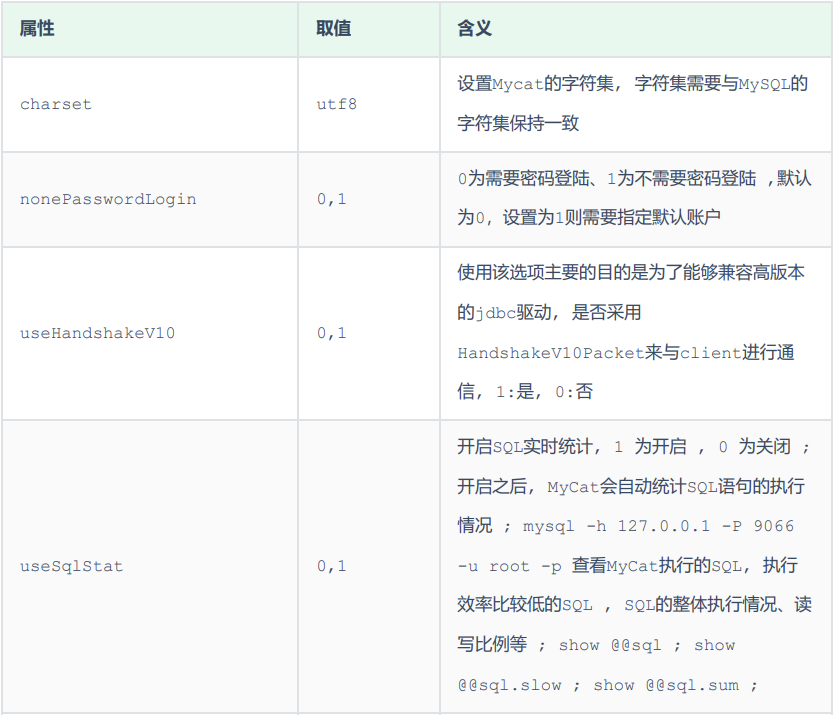 属性 取值 含义
设置Mycat的字符集, 字符集需要与MySQL的
charset utf8
字符集保持一致
0为需要密码登陆、1为不需要密码登陆 ,默认
nonePasswordLogin 0,1
为0, 设置为1则需要指定默认账户
使用该选项主要的目的是为了能够兼容高版本
的jdbc驱动, 是否采用
useHandshakeV10 0,1
HandshakeV10Packet来与client进行通
信, 1:是, 0:否
开启SQL实时统计, 1 为开启 , 0 为关闭 ;
开启之后, MyCat会自动统计SQL语句的执行
情况 ; mysql -h 127.0.0.1 -P 9066
useSqlStat 0,1
-u root -p 查看MyCat执行的SQL, 执行
效率比较低的SQL , SQL的整体执行情况、读
写比例等 ; show @@sql ; show
@@sql.slow ; show @@sql.sum ;